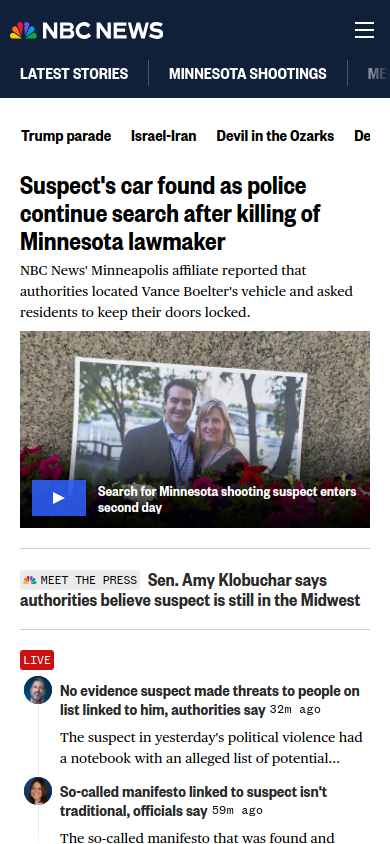 NBC NEWS
LATEST STORIES
MINNESOTA SHOOTINGS
ME
Trump parade
Israel-Iran
Devil in the Ozarks
De
Suspect's car found as police
continue search after killing of
Minnesota lawmaker
NBC News' Minneapolis affiliate reported that
authorities located Vance Boelter's vehicle and asked
residents to keep their doors locked.
Search for Minnesota shooting suspect enters
second day
MEET THE PRESS Sen. Amy Klobuchar says
authorities believe suspect is still in the Midwest
LIVE
No evidence suspect made threats to people on
list linked to him, authorities say 32m ago
The suspect in yesterday's political violence had
a notebook with an alleged list of potential...
So-called manifesto linked to suspect isn't
traditional, officials say 59m ago
The so-called manifesto that was found and